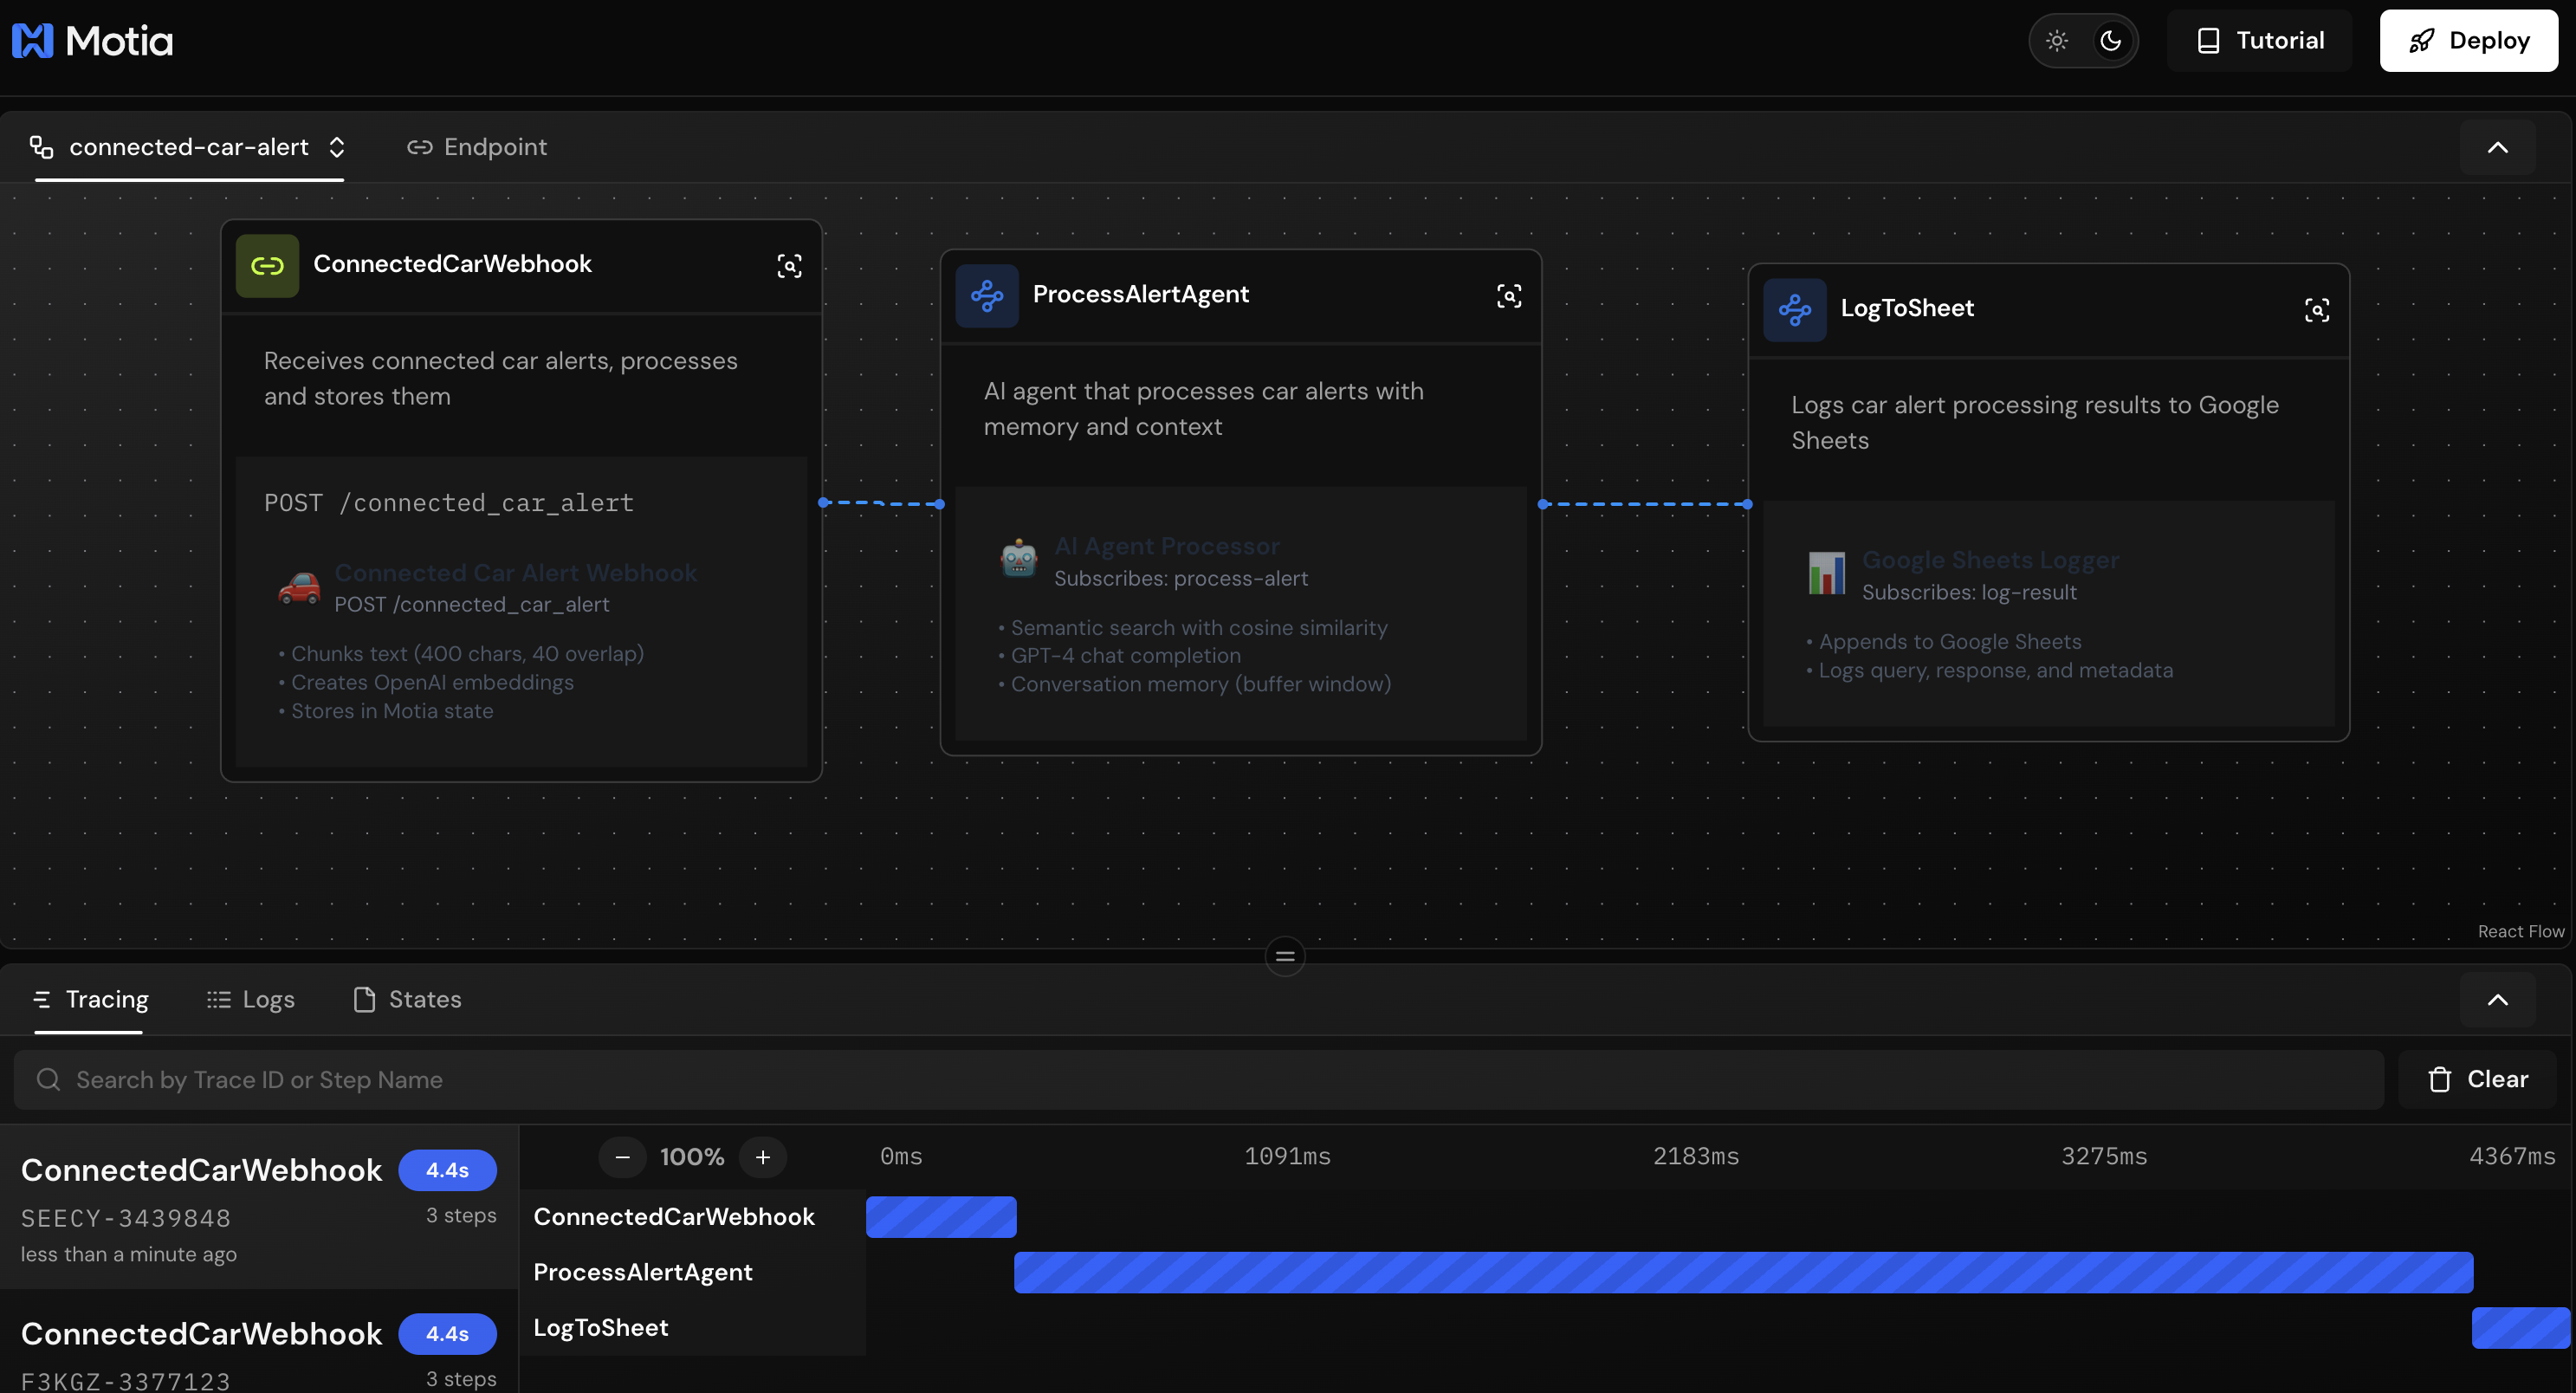 Motia
Tutorial
Deploy
connected-car-alert
Endpoint
ConnectedCarWebhook
Receives connected car alerts, processes
and stores them
POST /connected_car_alert
Connected Car Alert Webhook
POST /connected_car_alert
• Chunks text (400 chars, 40 overlap)
• Creates OpenAI embeddings
• Stores in Motia state
ProcessAlertAgent
AI agent that processes car alerts with
memory and context
AI Agent Processor
Subscribes: process-alert
• Semantic search with cosine similarity
• GPT-4 chat completion
• Conversation memory (buffer window)
LogToSheet
Logs car alert processing results to Google
Sheets
Google Sheets Logger
Subscribes: log-result
• Appends to Google Sheets
• Logs query, response, and metadata
React Flow
Tracing
Logs
States
Search by Trace ID or Step Name
Clear
ConnectedCarWebhook
4.4s
SEECY-3439848
3 steps
less than a minute ago
ConnectedCarWebhook
4.4s
F3KGZ-3377123
3 steps
100%
0ms
1091ms
2183ms
3275ms
4367ms
ConnectedCarWebhook
ProcessAlertAgent
LogToSheet